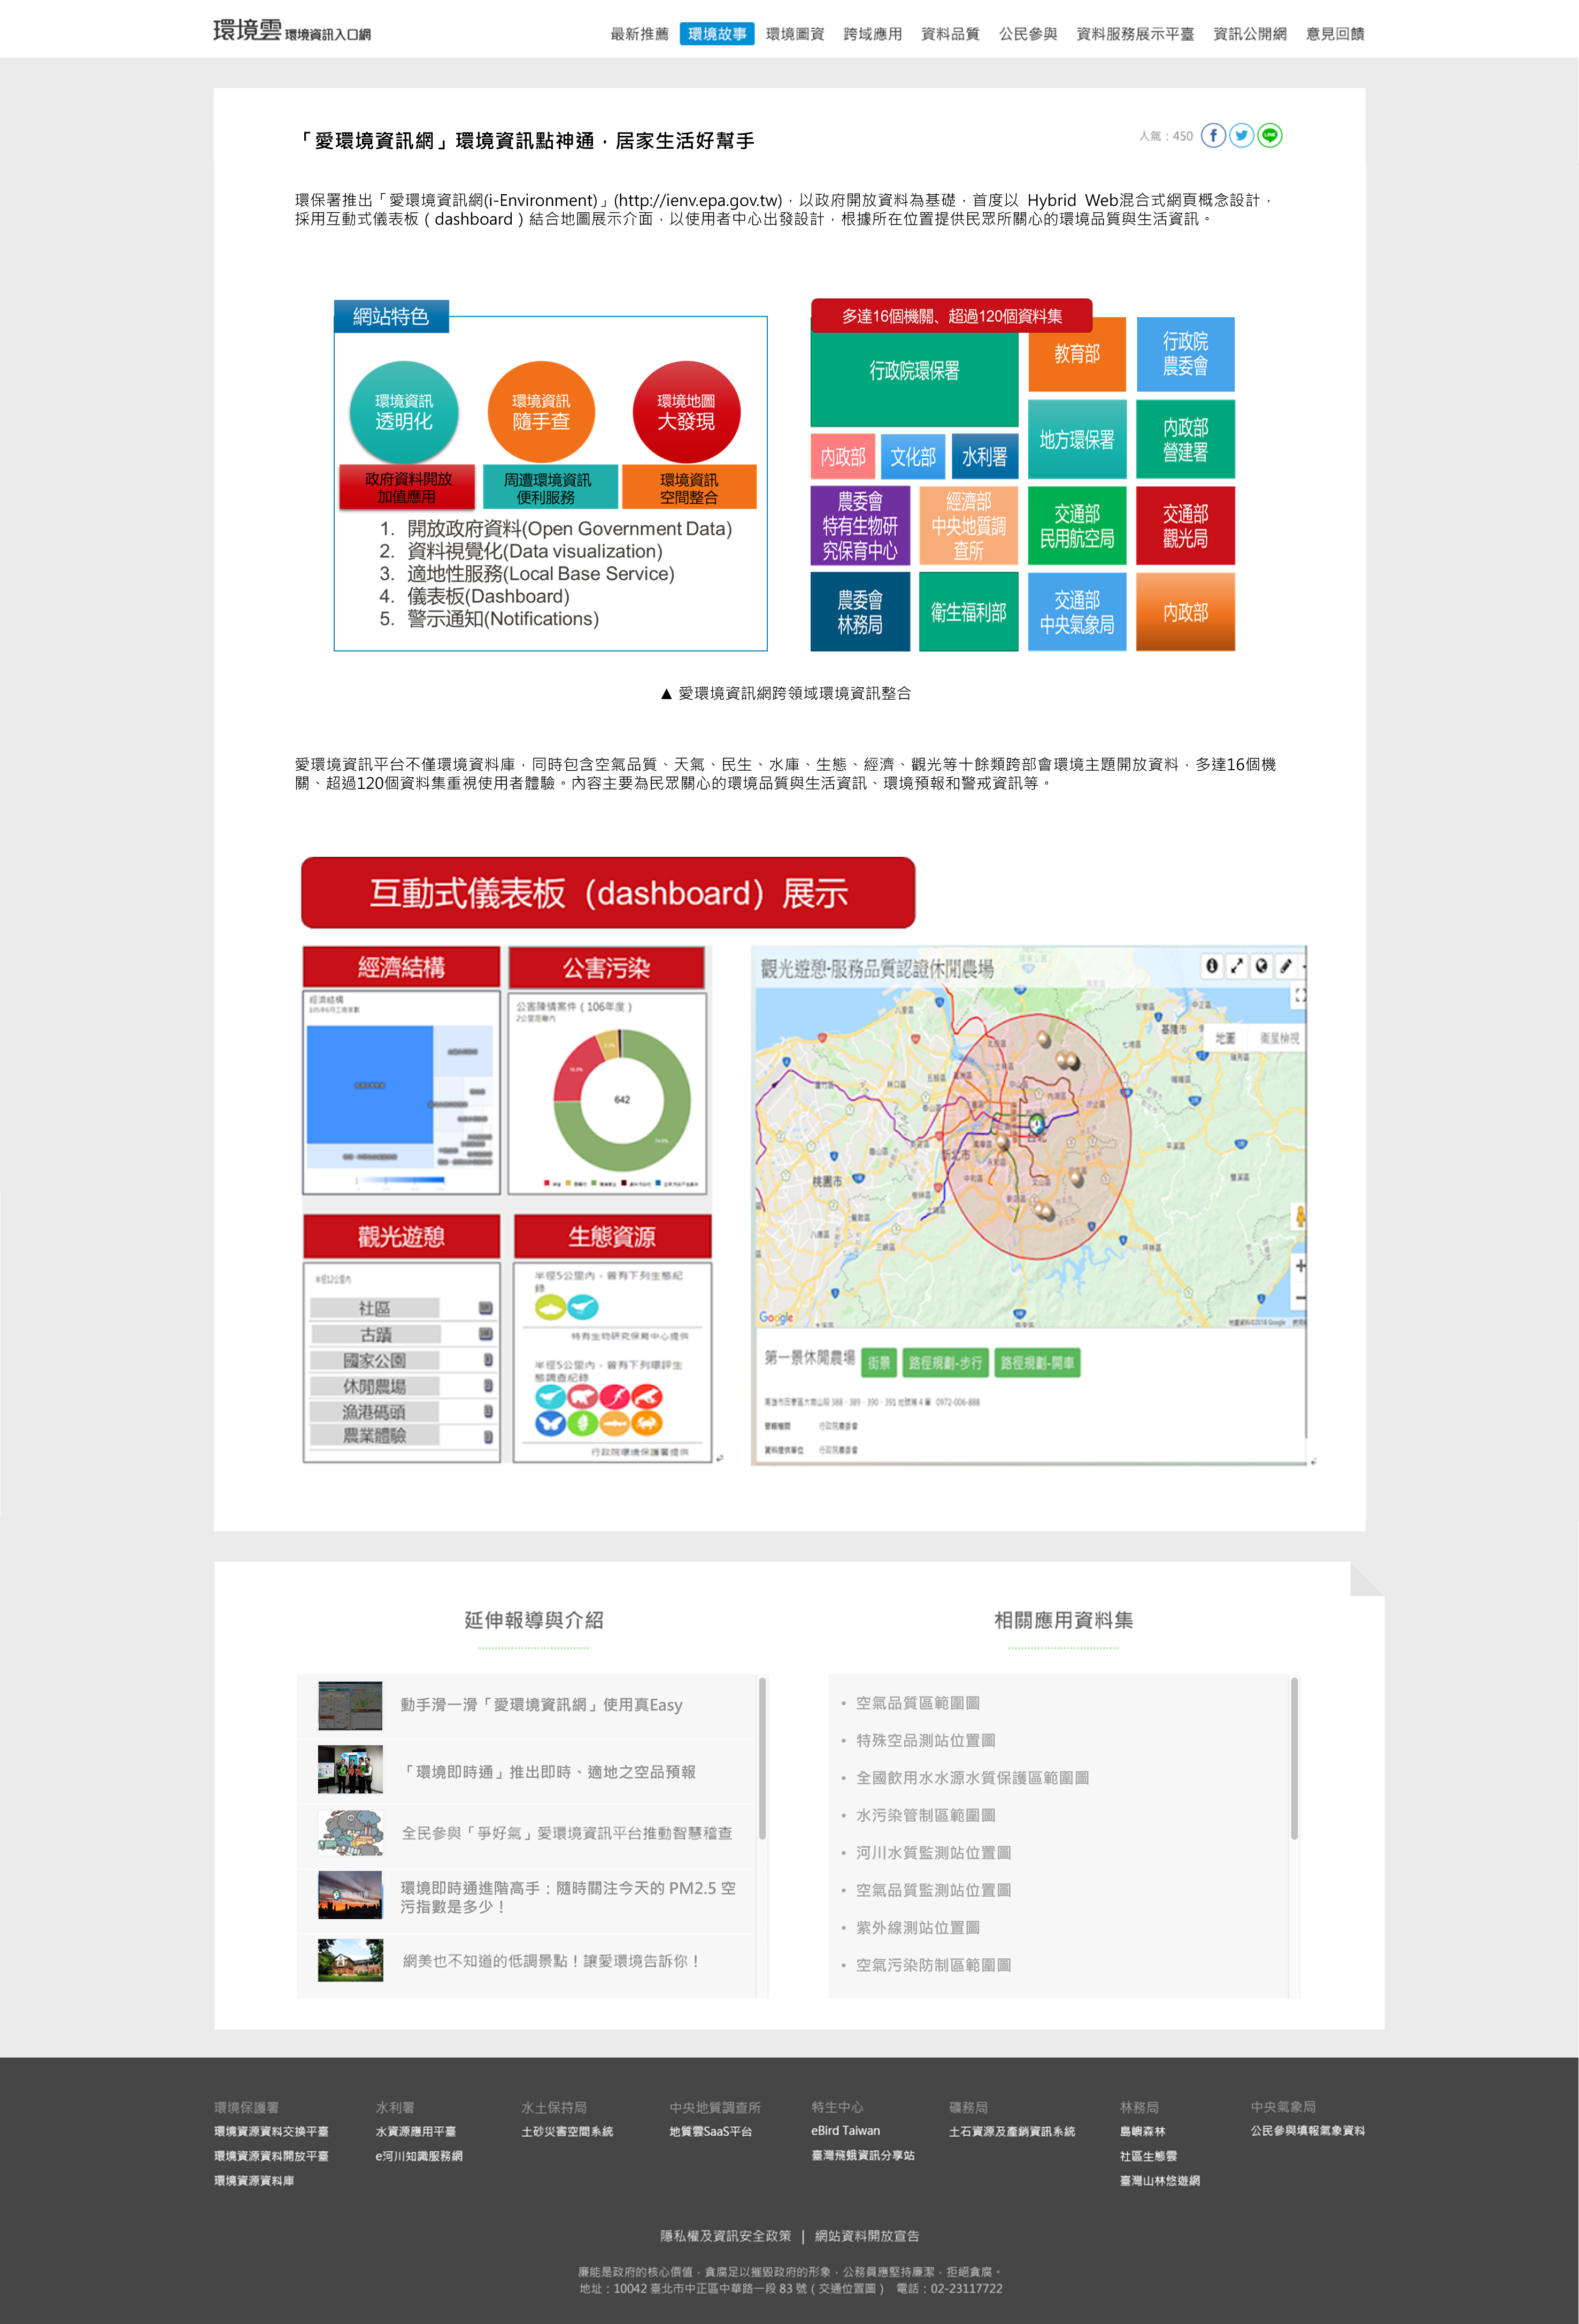 環境雲 環境資訊入口網
最新推薦 環境故事 環境圖資 跨域應用 資料品質 公民參與 資料服務展示平臺 資訊公開網 意見回饋
「愛環境資訊網」環境資訊點神通，居家生活好幫手
人氣：450
環保署推出「愛環境資訊網(i-Environment)」(http://ienv.epa.gov.tw)，以政府開放資料為基礎，首度以 Hybrid Web混合式網頁概念設計，
採用互動式儀表板（dashboard）結合地圖展示介面，以使用者中心出發設計，根據所在位置提供民眾所關心的環境品質與生活資訊。
網站特色
環境資訊
透明化
環境資訊
隨手查
環境地圖
大發現
政府資料開放
加值應用
周遭環境資訊
便利服務
環境資訊
空間整合
1. 開放政府資料(Open Government Data)
2. 資料視覺化(Data visualization)
3. 適地性服務(Local Base Service)
4. 儀表板(Dashboard)
5. 警示通知(Notifications)
多達16個機關、超過120個資料集
行政院環保署
教育部
行政院
農委會
地方環保署
內政部
營建署
內政部
文化部
水利署
農委會
特有生物研
究保育中心
經濟部
中央地質調
查所
交通部
民用航空局
交通部
觀光局
農委會
林務局
衛生福利部
交通部
中央氣象局
內政部
▲ 愛環境資訊網跨領域環境資訊整合
愛環境資訊平台不僅環境資料庫，同時包含空氣品質、天氣、民生、水庫、生態、經濟、觀光等十餘類跨部會環境主題開放資料，多達16個機
關、超過120個資料集重視使用者體驗。內容主要為民眾關心的環境品質與生活資訊、環境預報和警戒資訊等。
互動式儀表板（dashboard）展示
經濟結構
公害污染
經濟結構
公害陳情案件（106年度）
2公里距離內
642
觀光遊憩
生態資源
半徑12公里內
社區
古蹟
國家公園
休閒農場
漁港碼頭
農業體驗
半徑5公里內，曾有下列生態紀
錄
特有生物研究保育中心提供
半徑5公里內，曾有下列環評生
態調查紀錄
行政院環境保護署提供
觀光遊憩-服務品質認證休閒農場
地圖 衛星檢視
基隆市
新北市
台北
桃園市
Google
第一景休閒農場 街景 路徑規劃-步行 路徑規劃-開車
管轄機關 行政院農委會
資料提供單位 行政院農委會
延伸報導與介紹
動手滑一滑「愛環境資訊網」使用真Easy
「環境即時通」推出即時、適地之空品預報
全民參與「爭好氣」愛環境資訊平台推動智慧稽查
環境即時通進階高手：隨時關注今天的 PM2.5 空
污指數是多少！
網美也不知道的低調景點！讓愛環境告訴你！
相關應用資料集
• 空氣品質區範圍圖
• 特殊空品測站位置圖
• 全國飲用水水源水質保護區範圍圖
• 水污染管制區範圍圖
• 河川水質監測站位置圖
• 空氣品質監測站位置圖
• 紫外線測站位置圖
• 空氣污染防制區範圍圖
環境保護署
環境資源資料交換平臺
環境資源資料開放平臺
環境資源資料庫
水利署
水資源應用平臺
e河川知識服務網
水土保持局
土砂災害空間系統
中央地質調查所
地質雲SaaS平台
特生中心
eBird Taiwan
臺灣飛蛾資訊分享站
礦務局
土石資源及產銷資訊系統
林務局
島嶼森林
社區生態雲
臺灣山林悠遊網
中央氣象局
公民參與填報氣象資料
隱私權及資訊安全政策 | 網站資料開放宣告
廉能是政府的核心價值，貪腐足以摧毀政府的形象，公務員應堅持廉潔，拒絕貪腐。
地址：10042 臺北市中正區中華路一段 83 號（交通位置圖） 電話：02-23117722